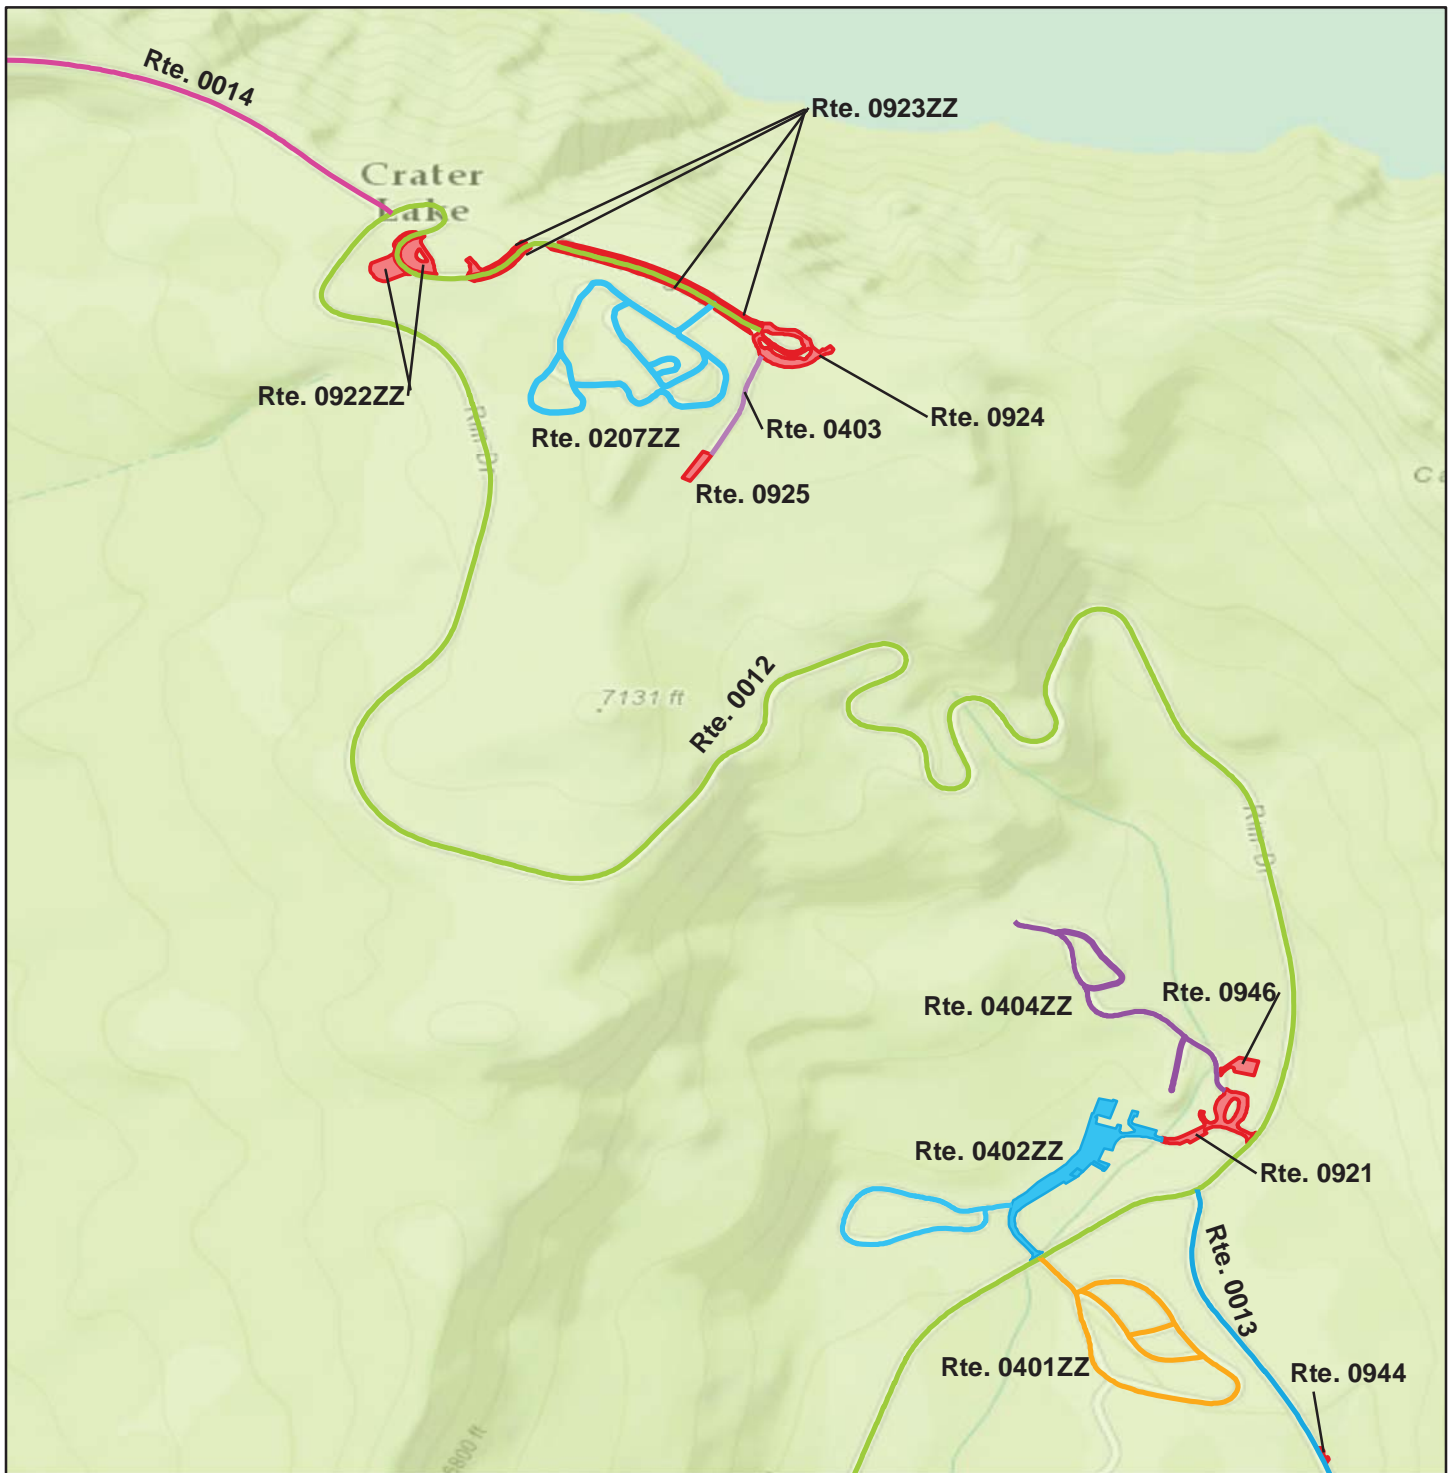 Rte. 0014
Rte. 0923ZZ
Crater
Lake
Rte. 0922ZZ
Rim Dr
Rte. 0207ZZ
Rte. 0403
Rte. 0924
Rte. 0925
7131 ft
Rte. 0012
Rim Dr
Rte. 0404ZZ
Rte. 0946
Rte. 0402ZZ
Rte. 0921
Rte. 0013
Rte. 0401ZZ
Rte. 0944
6800 ft